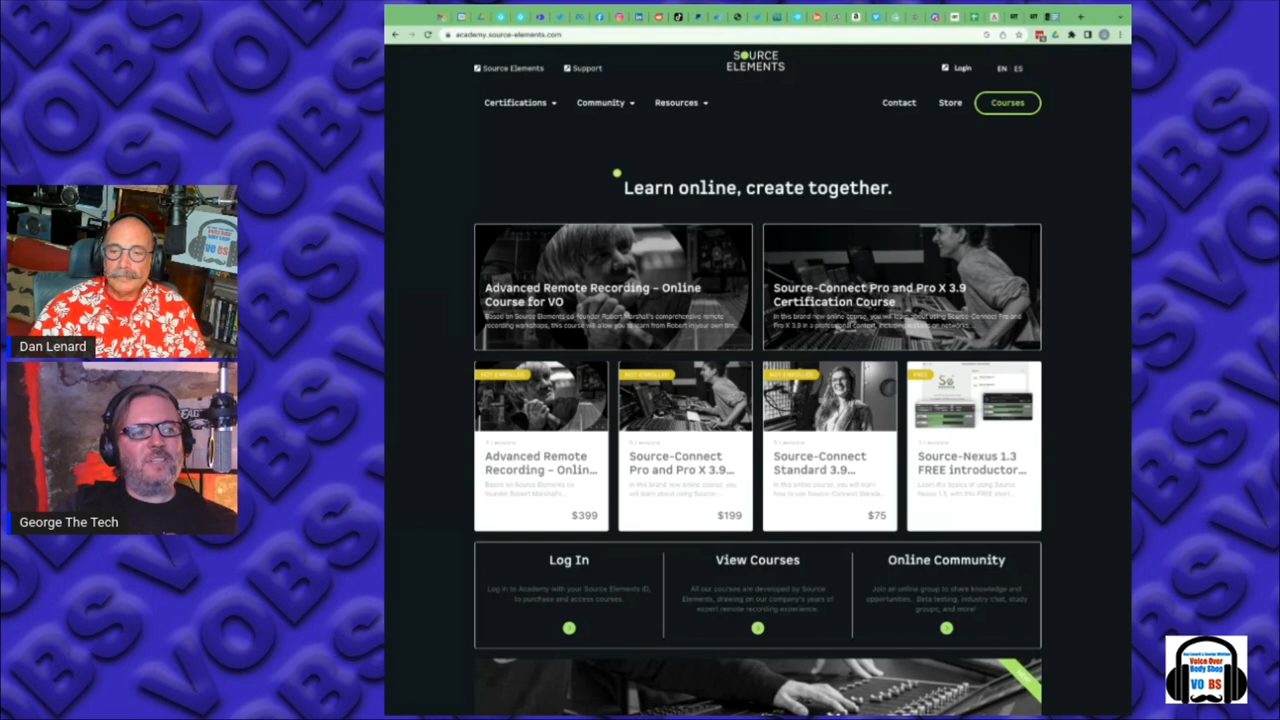 academy.source-elements.com
SOURCE
ELEMENTS
Source Elements
Support
Login
EN
ES
Certifications
Community
Resources
Contact
Store
Courses
Learn online, create together.
Advanced Remote Recording – Online
Course for VO
Based on Source Elements co-founder Robert Marshall's comprehensive remote
recording workshops, this course will allow you to learn from Robert in your own
Source-Connect Pro and Pro X 3.9
Certification Course
In this brand new online course, you will learn about using Source-Connect Pro and
Pro X 3.9 in a professional context, including
NOT ENROLLED
NOT ENROLLED
NOT ENROLLED
FREE
Advanced Remote
Recording – Onlin...
Based on Source Elements co
founder Robert Marshall's
$399
Source-Connect
Pro and Pro X 3.9...
In this brand new online course, you
will learn about using Source-
$199
Source-Connect
Standard 3.9...
In this online course, you will learn
how to use Source-Connect
$75
Source-Nexus 1.3
FREE introductor...
Learn the basics of using Source
Nexus 1.3, with this FREE short
Log In
Log in to Academy with your Source Elements ID,
to purchase and access courses.
View Courses
All our courses are developed by Source
Elements, drawing on our company's years of
expert remote recording experience.
Online Community
Join an online group to share knowledge and
opportunities. Beta testing, industry chat, study
groups, and more!
Dan Lenard
George The Tech
Voice Over
Body Shop
VO BS
VOBS